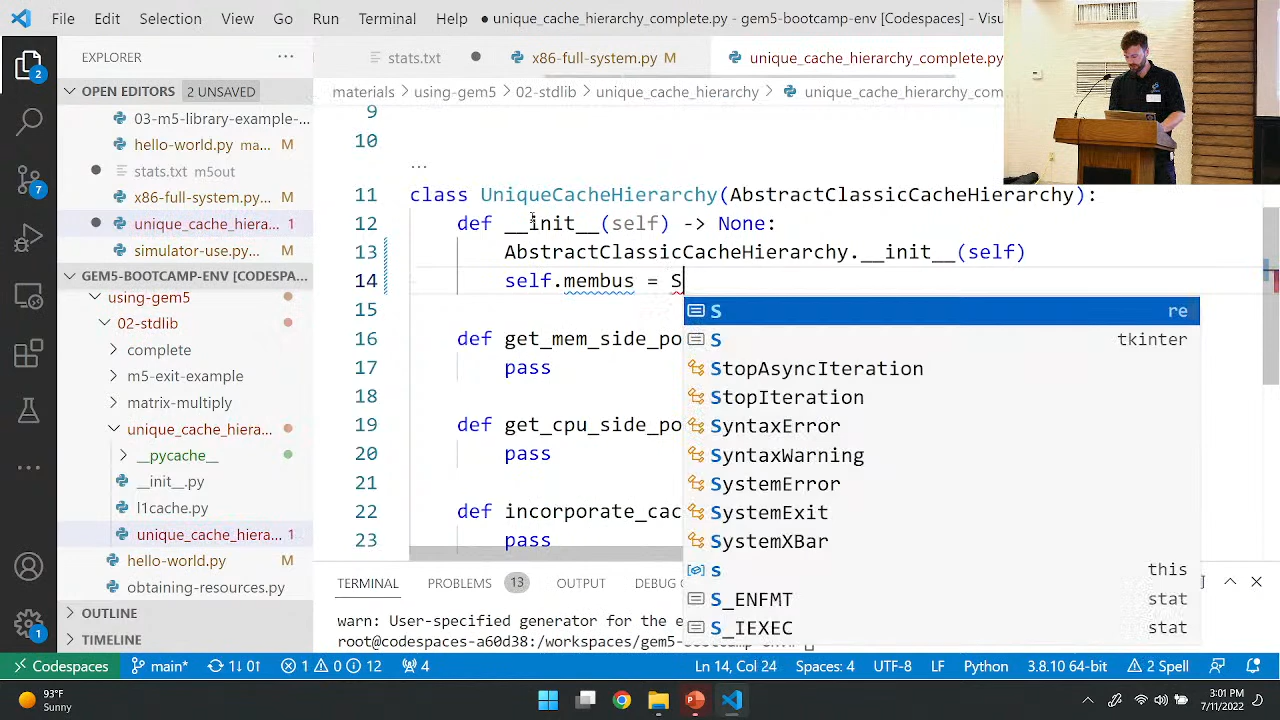 File Edit Selection View Go Run Terminal
● unique_cache_hierarchy_complete.py - gem5-bootcamp-env [Codespaces] - Visu
EXPLORER
OPEN EDITORS 2 UNSAVED
03-m5-library-example-...
hello-world.py ma... M
stats.txt m5out
x86-full-system.py M
unique_cache_hiera... 1
simulator-use.py... M
GEM5-BOOTCAMP-ENV [CODESPA...
using-gem5
02-stdlib
complete
m5-exit-example
matrix-multiply
unique_cache_hiera...
__pycache__
__init__.py
l1cache.py
unique_cache_hiera... 1
hello-world.py M
obtaining-resources.py
OUTLINE
TIMELINE
2
7
1
stats.txt
x86-full-system.py M
unique_cache_hierarchy_complete.py
materials > using-gem5 > 02-stdlib > unique_cache_hierarchy > unique_cache_hierarchy_com
9
10
...
11 class UniqueCacheHierarchy(AbstractClassicCacheHierarchy):
12 def __init__(self) -> None:
13 AbstractClassicCacheHierarchy.__init__(self)
14 self.membus = S
15
16 def get_mem_side_po
17 pass
18
19 def get_cpu_side_po
20 pass
21
22 def incorporate_cac
23 pass
S re
S tkinter
StopAsyncIteration
StopIteration
SyntaxError
SyntaxWarning
SystemError
SystemExit
SystemXBar
s this
S_ENFMT stat
S_IEXEC stat
TERMINAL PROBLEMS 13 OUTPUT DEBUG
warn: User-specified generator for the e
root@codespaces-a60d38:/workspaces/gem5-bootcamp-env#
Codespaces main* 1↓ 0↑ 1 0 12 4
Ln 14, Col 24 Spaces: 4 UTF-8 LF Python 3.8.10 64-bit 2 Spell
93°F
Sunny
3:01 PM
7/11/2022